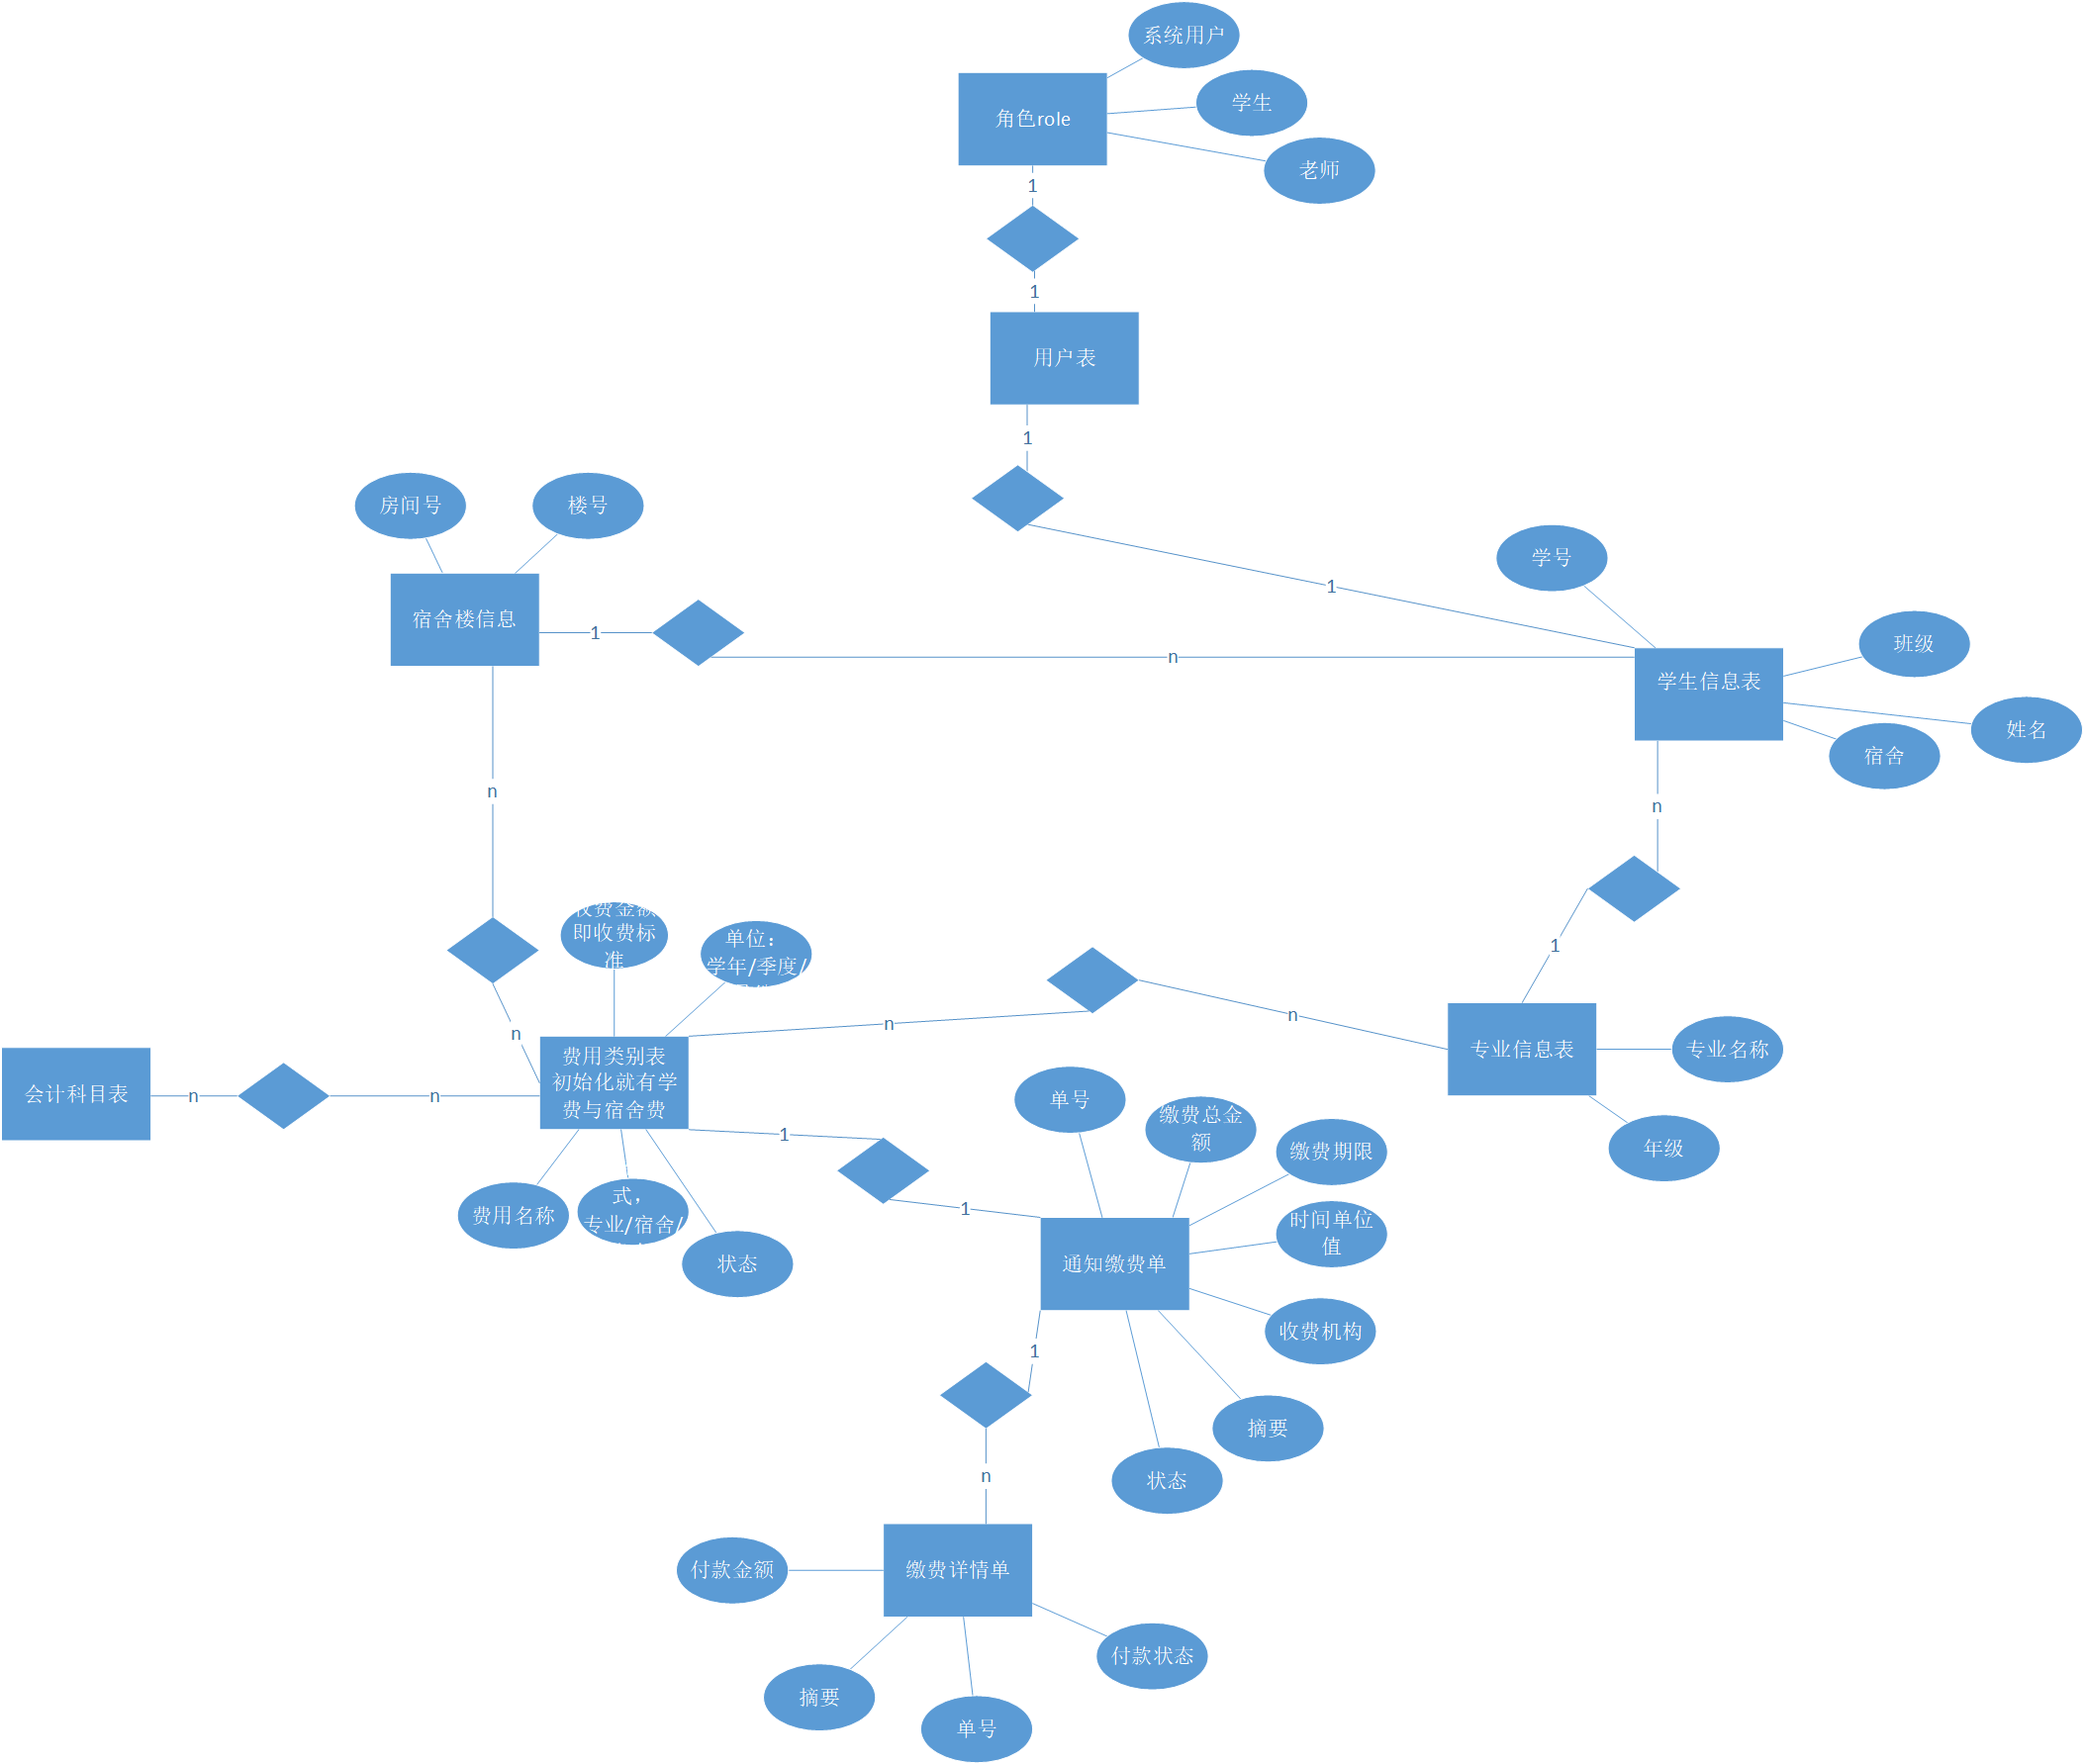 系统用户
角色role
学生
老师
1
1
用户表
1
房间号
楼号
学号
1
宿舍楼信息
1
n
班级
学生信息表
姓名
宿舍
n
n
收费金额
即收费标
准
单位：
学年/季度/
1
n
n
n
专业信息表
专业名称
会计科目表
n
n
费用类别表
初始化就有学
费与宿舍费
单号
缴费总金
额
1
缴费期限
年级
费用名称
式，
专业/宿舍/
1
时间单位
值
状态
通知缴费单
收费机构
1
摘要
n
状态
付款金额
缴费详情单
付款状态
摘要
单号